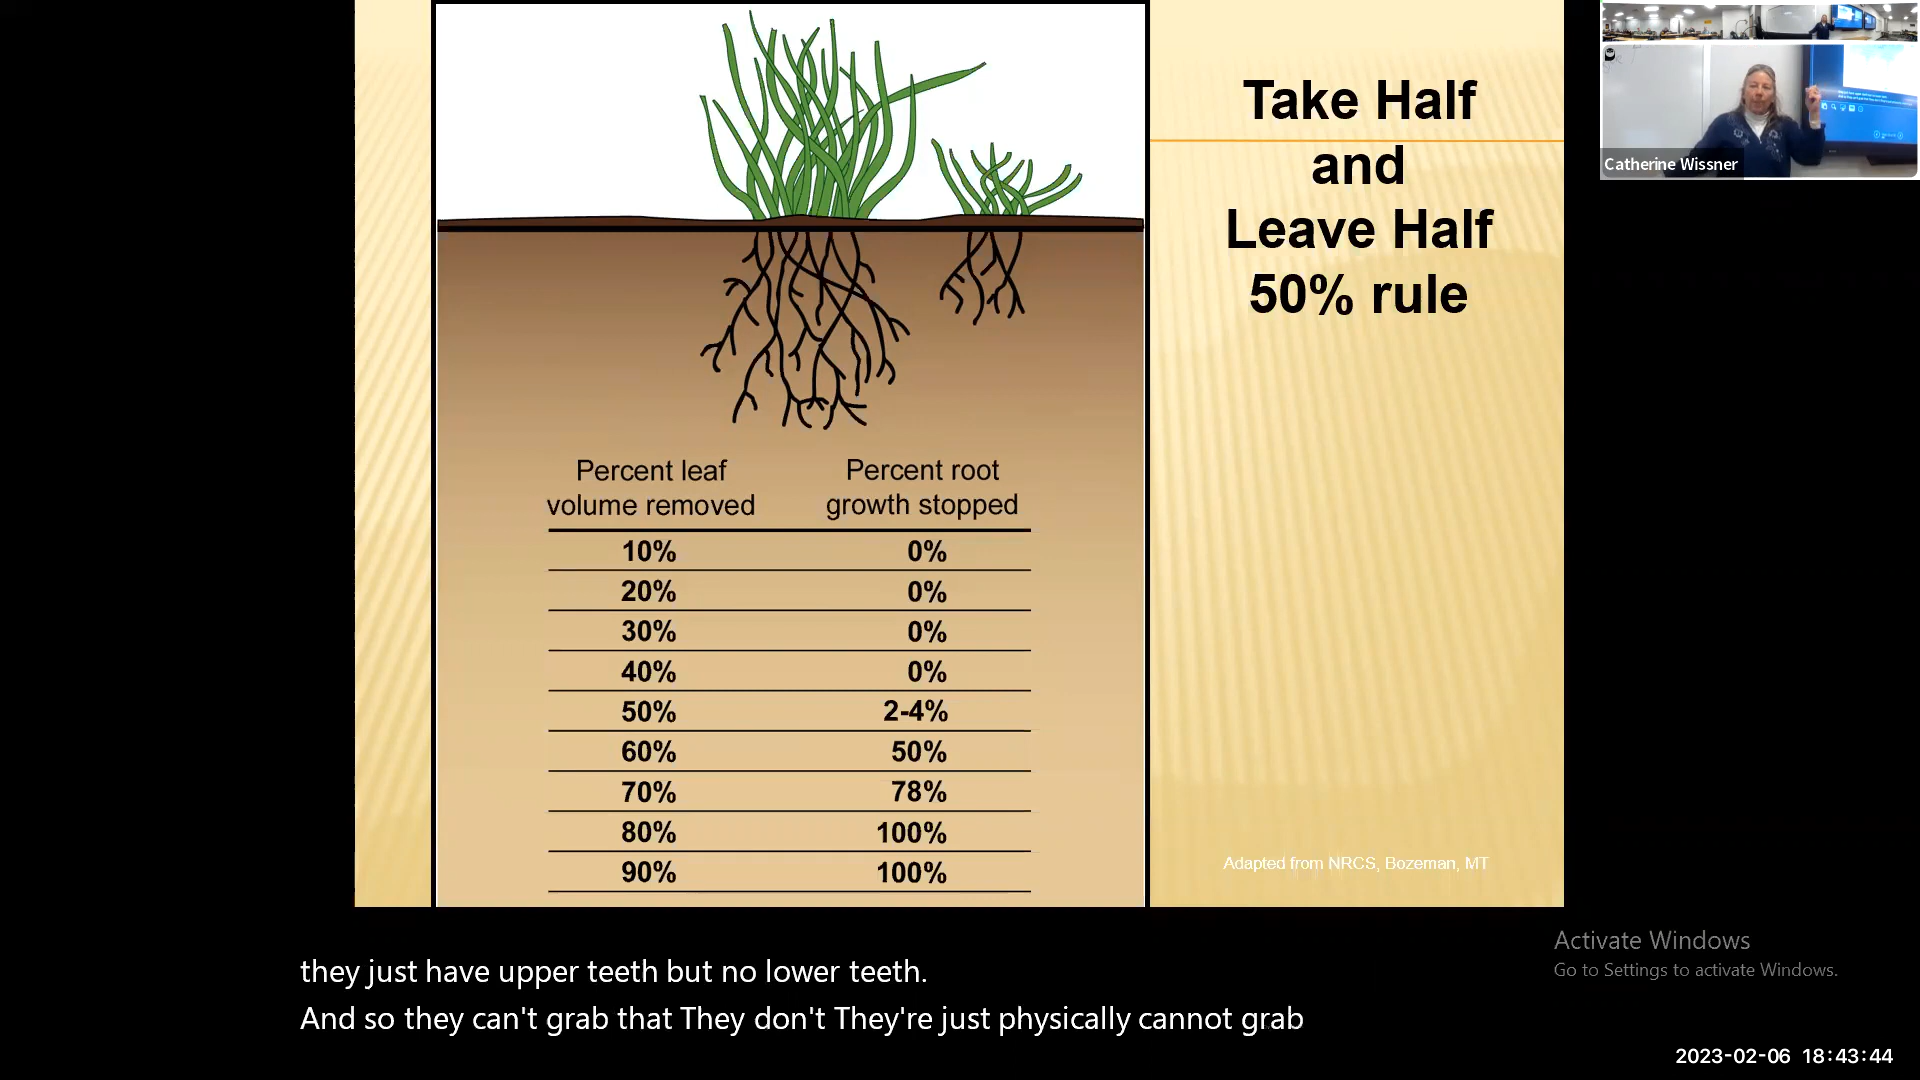 Take Half
and
Leave Half
50% rule
Percent leaf
volume removed
Percent root
growth stopped
10% 0%
20% 0%
30% 0%
40% 0%
50% 2-4%
60% 50%
70% 78%
80% 100%
90% 100%
Adapted from NRCS, Bozeman, MT
Catherine Wissner
they just have upper teeth but no lower teeth.
And so they can't grab that They don't They're just physically cannot grab
Activate Windows
Go to Settings to activate Windows.
2023-02-06 18:43:44